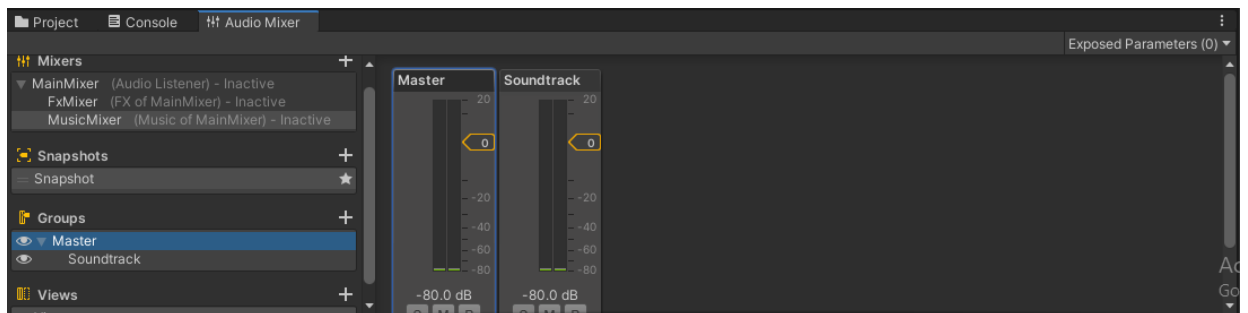 Project Console Audio Mixer
Exposed Parameters (0)
Mixers
MainMixer (Audio Listener) - Inactive
FxMixer (FX of MainMixer) - Inactive
MusicMixer (Music of MainMixer) - Inactive
Snapshots
Snapshot
Groups
Master
Soundtrack
Views
Master
20
0
-20
-40
-60
-80
-80.0 dB
Soundtrack
20
0
-20
-40
-60
-80
-80.0 dB